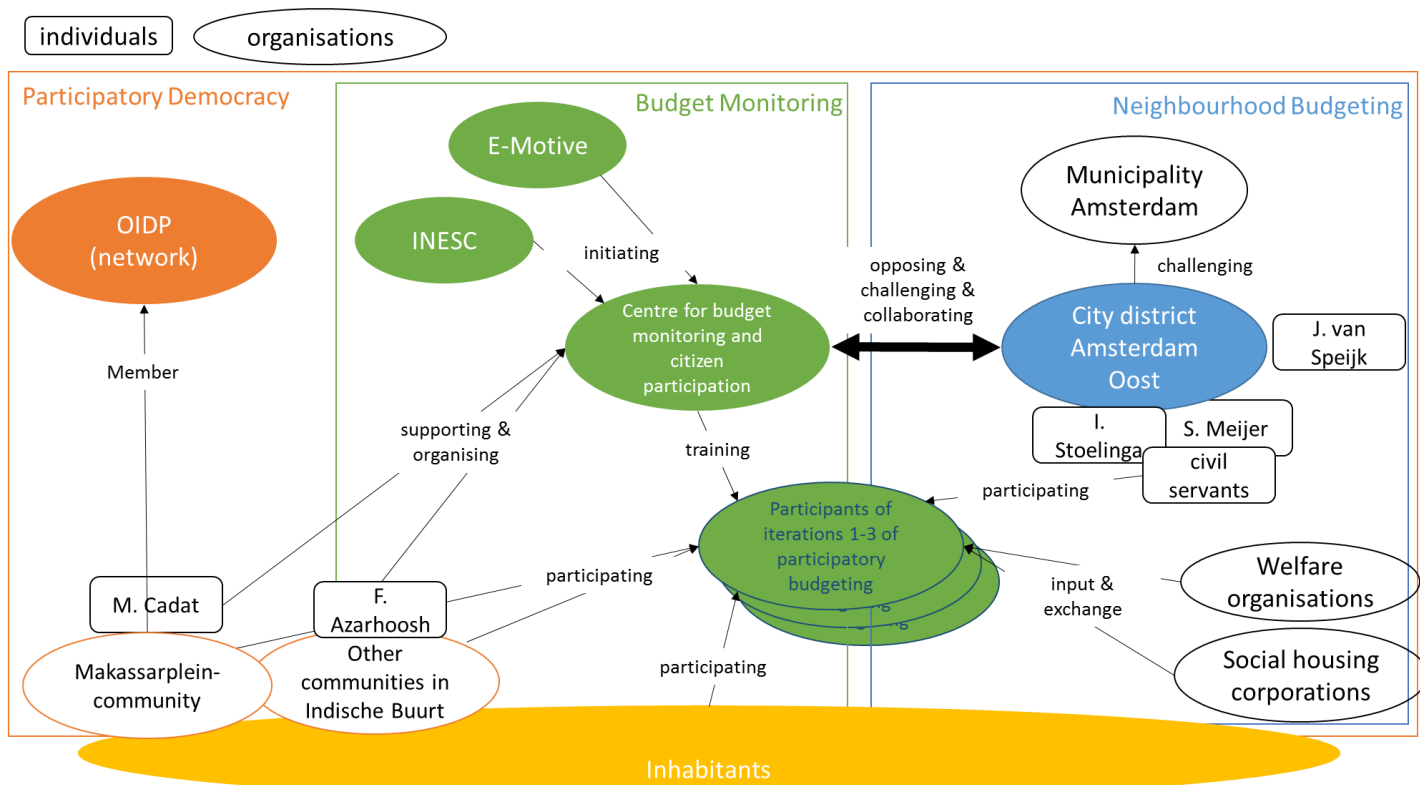 individuals
organisations
Participatory Democracy
Budget Monitoring
Neighbourhood Budgeting
E-Motive
Municipality
Amsterdam
OIDP
(network)
INESC
initiating
opposing &
challenging &
collaborating
challenging
Centre for budget
monitoring and
citizen
participation
City district
Amsterdam
Oost
J. van
Speijk
Member
supporting &
organising
training
I.
Stoelinga
S. Meijer
civil
servants
participating
Participants of
iterations 1-3 of
participatory
budgeting
participating
input &
exchange
Welfare
organisations
M. Cadat
F.
Azarhoosh
Makassarplein-
community
Other
communities in
Indische Buurt
participating
Social housing
corporations
Inhabitants